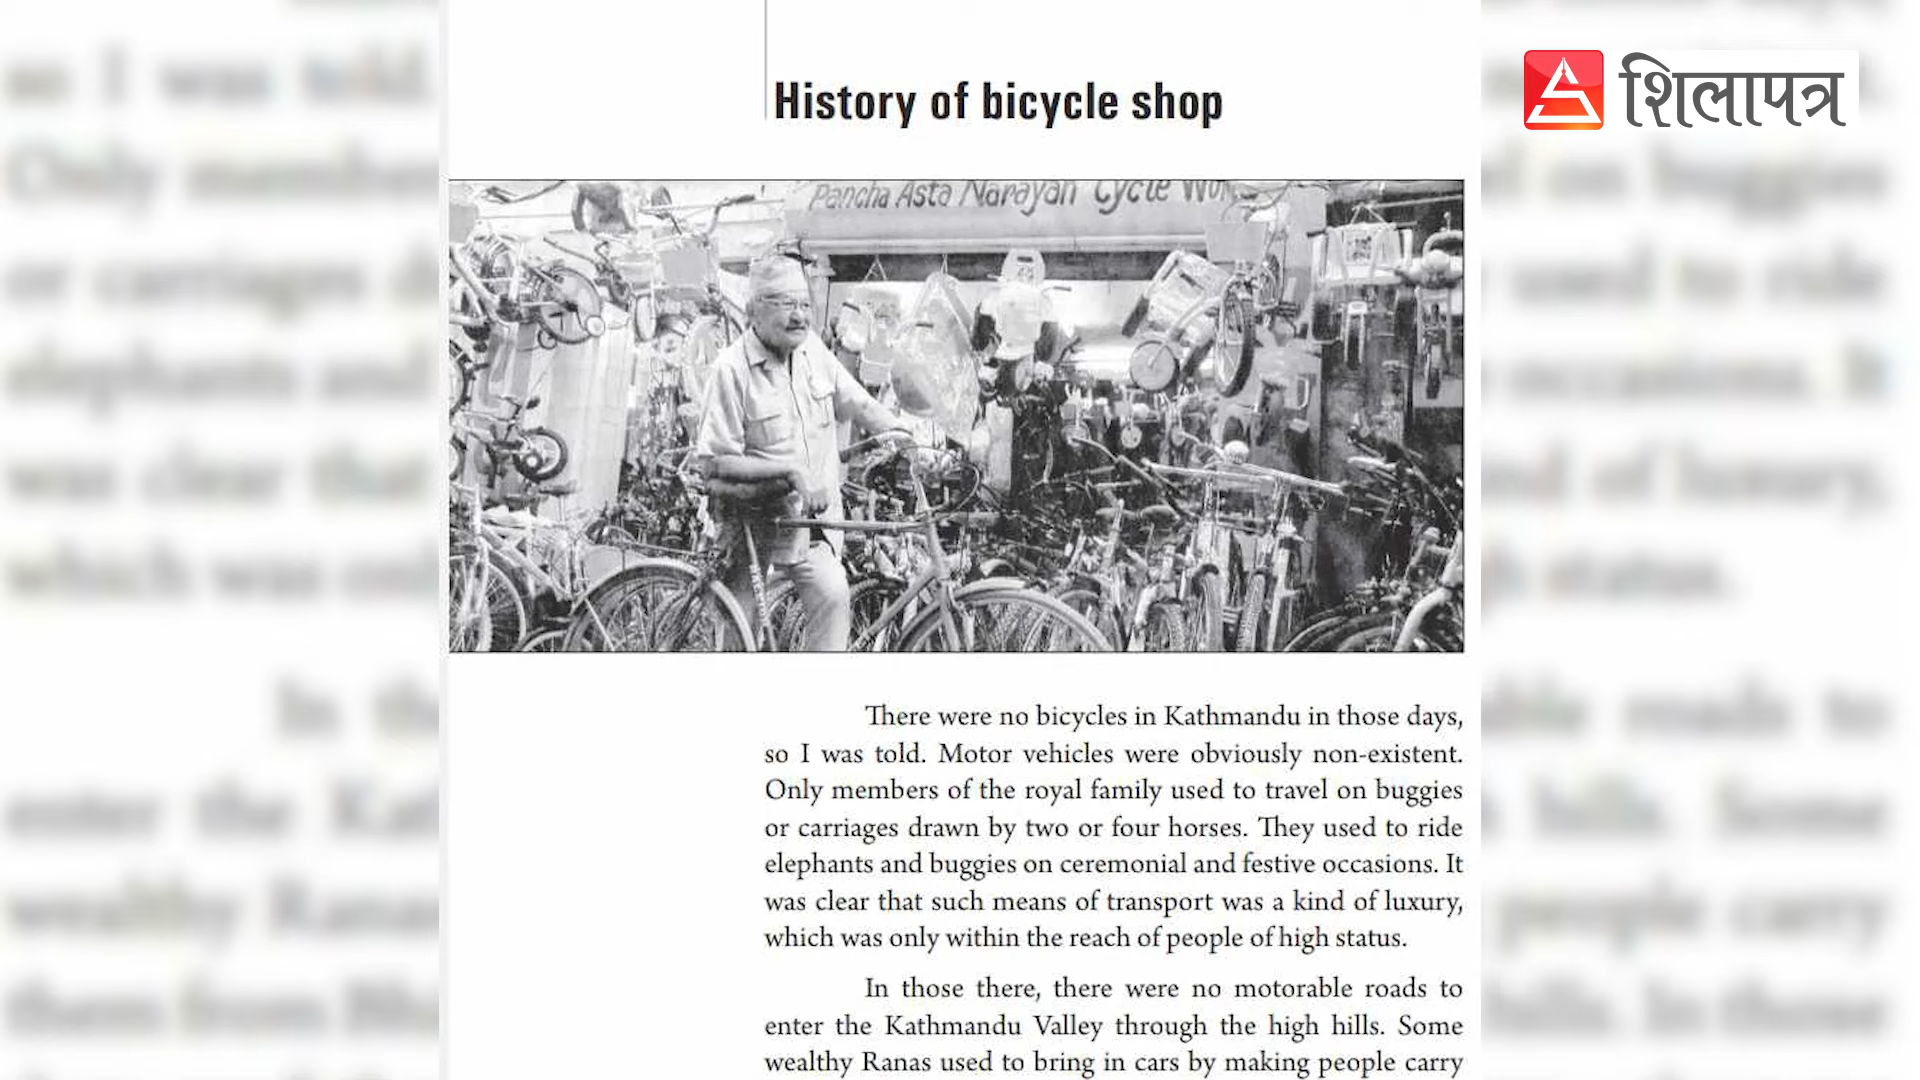 History of bicycle shop
शिलापत्र
Pancha Asta Narayan Cycle
There were no bicycles in Kathmandu in those days,
so I was told. Motor vehicles were obviously non-existent.
Only members of the royal family used to travel on buggies
or carriages drawn by two or four horses. They used to ride
elephants and buggies on ceremonial and festive occasions. It
was clear that such means of transport was a kind of luxury,
which was only within the reach of people of high status.
In those there, there were no motorable roads to
enter the Kathmandu Valley through the high hills. Some
wealthy Ranas used to bring in cars by making people carry